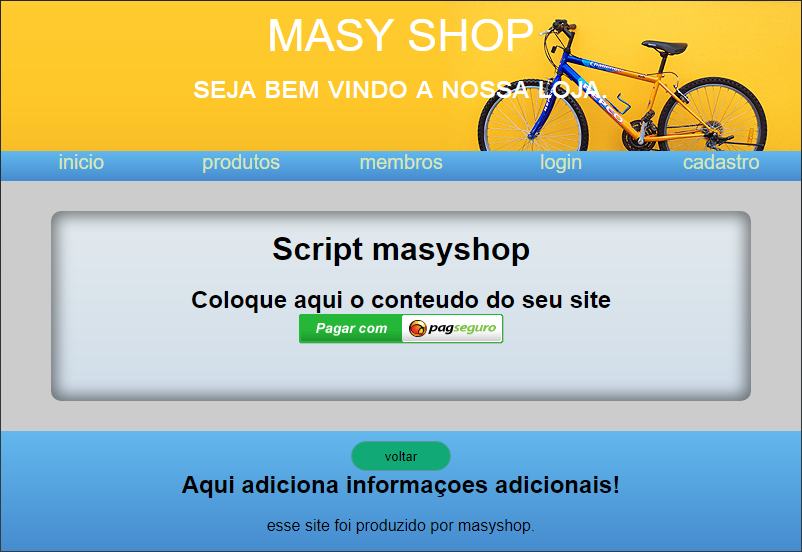 MASY SHOP
SEJA BEM VINDO A NOSSA LOJA.
inicio produtos membros login cadastro
Script masyshop
Coloque aqui o conteudo do seu site
Pagar com pagseguro
voltar
Aqui adiciona informaçoes adicionais!
esse site foi produzido por masyshop.